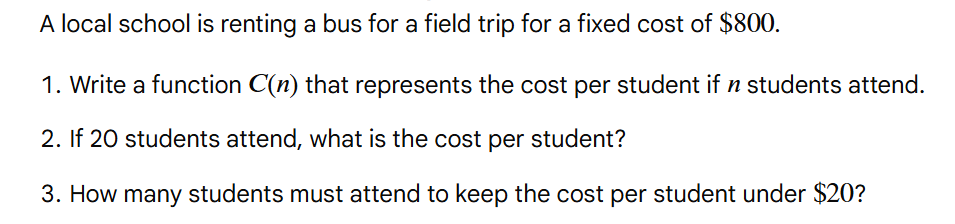 A local school is renting a bus for a field trip for a fixed cost of $800.
1. Write a function C(n) that represents the cost per student if n students attend.
2. If 20 students attend, what is the cost per student?
3. How many students must attend to keep the cost per student under $20?